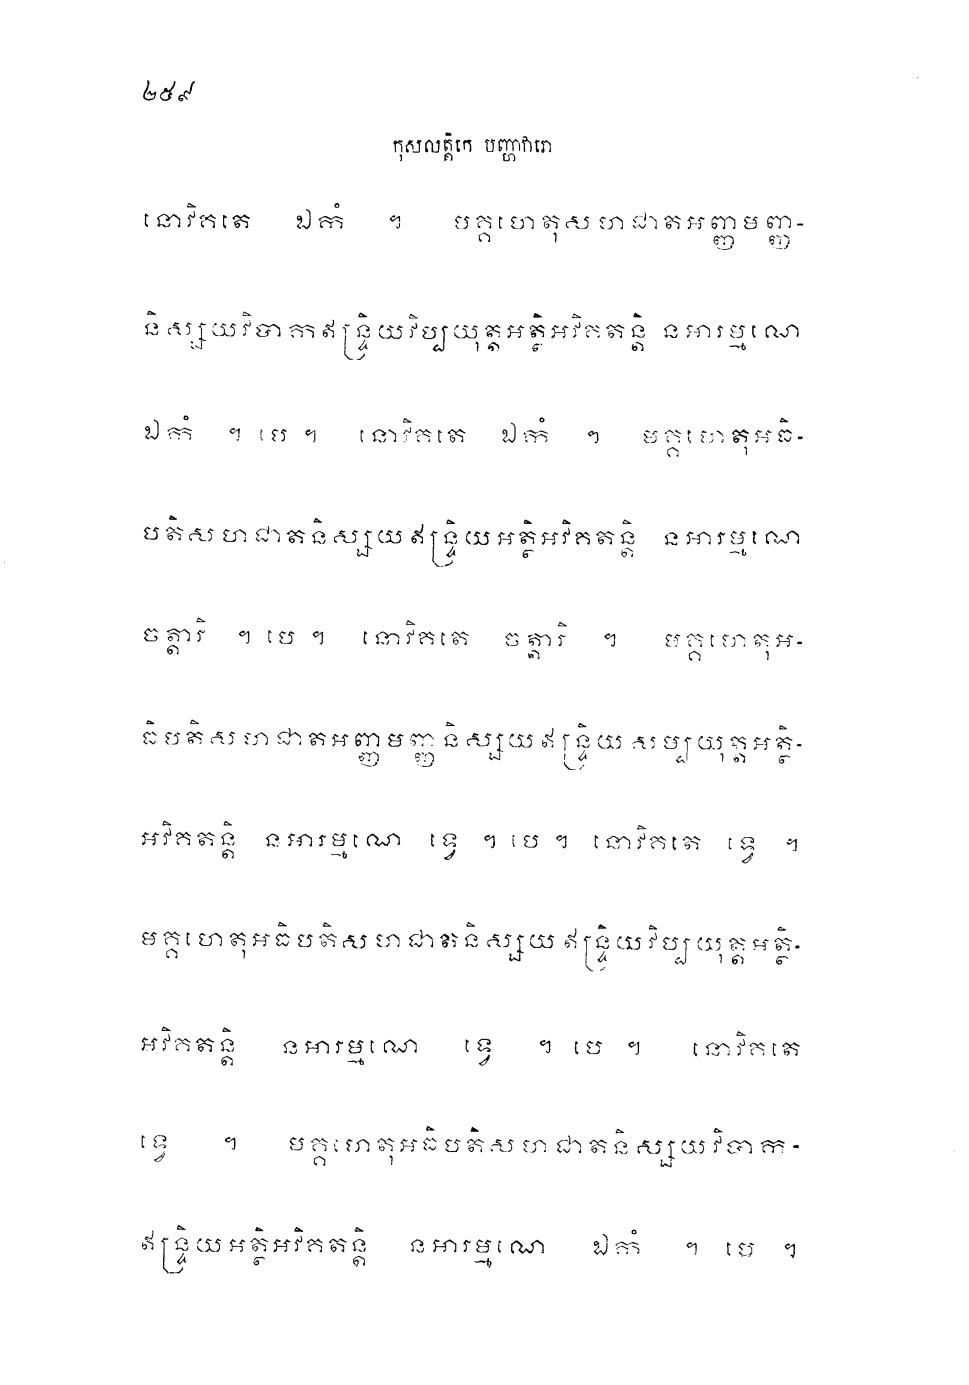 ២៥៩
កុសលត្តិកេ បញ្ហាវារោ
នោវិគតេ ឯកំ ។ មគ្គហេតុសហជាតអញ្ញមញ្ញ-
និស្សយវិបាកឥន្ទ្រិយវិប្បយុត្តអត្ថិអវិគតន្តិ នអារម្មណេ
ឯកំ ។ បេ ។ នោវិគតេ ឯកំ ។ មគ្គហេតុអធិ-
បតិសហជាតនិស្សយឥន្ទ្រិយអត្ថិអវិគតន្តិ នអារម្មណេ
ចត្តារិ ។ បេ ។ នោវិគតេ ចត្តារិ ។ មគ្គហេតុអ-
ធិបតិសហជាតអញ្ញមញ្ញនិស្សយឥន្ទ្រិយសម្បយុត្តអត្ថិ-
អវិគតន្តិ នអារម្មណេ ទ្វេ ។ បេ ។ នោវិគតេ ទ្វេ ។
មគ្គហេតុអធិបតិសហជាតនិស្សយឥន្ទ្រិយវិប្បយុត្តអត្ថិ-
អវិគតន្តិ នអារម្មណេ ទ្វេ ។ បេ ។ នោវិគតេ
ទ្វេ ។ មគ្គហេតុអធិបតិសហជាតនិស្សយវិបាក-
ឥន្ទ្រិយអត្ថិអវិគតន្តិ នអារម្មណេ ឯកំ ។ បេ ។